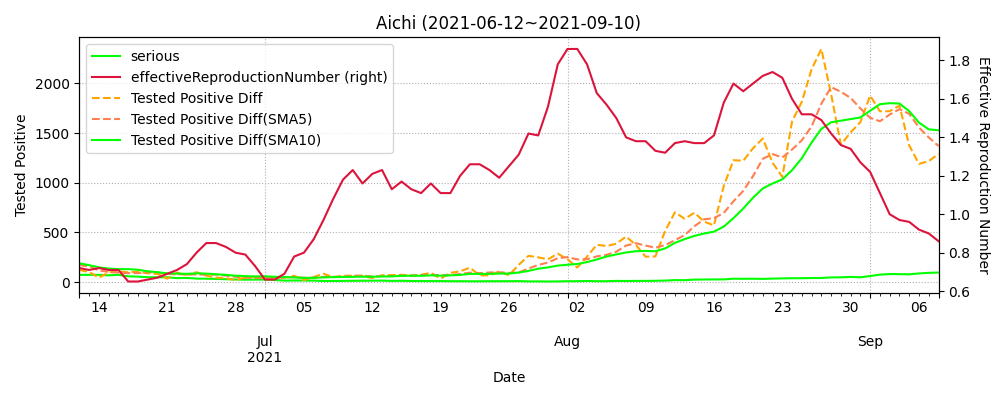 Aichi (2021-06-12~2021-09-10)
serious
effectiveReproductionNumber (right)
Tested Positive Diff
Tested Positive Diff(SMA5)
Tested Positive Diff(SMA10)
Tested Positive
2000
1500
1000
500
0
Effective Reproduction Number
1.8
1.6
1.4
1.2
1.0
0.8
0.6
14 21 28 05 12 19 26 02 09 16 23 30 06
Jul Aug Sep
2021
Date